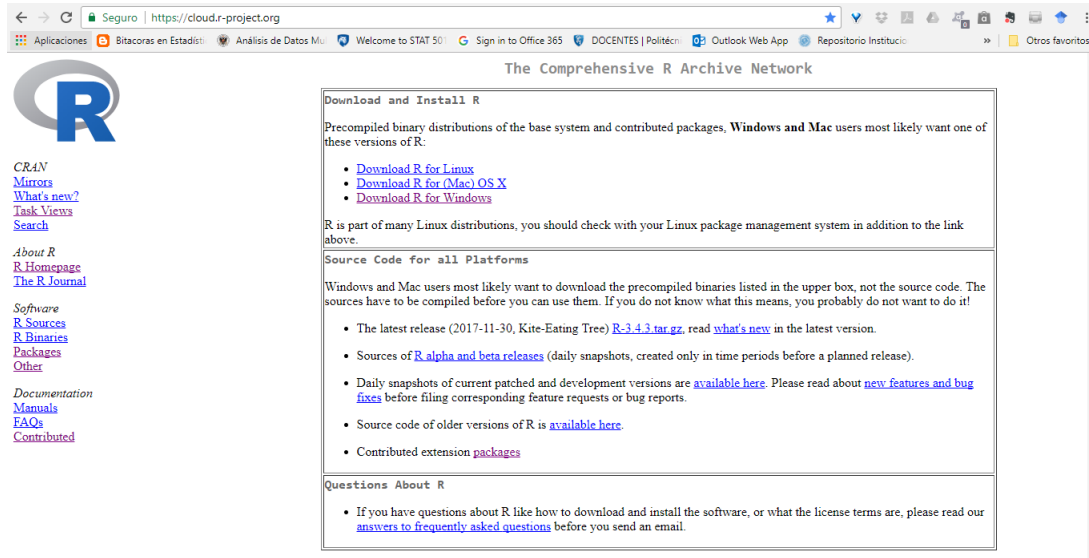 Seguro | https://cloud.r-project.org
Aplicaciones Bitacoras en Estadísti Análisis de Datos Mul Welcome to STAT 501 Sign in to Office 365 DOCENTES | Politécni Outlook Web App Repositorio Institucio » Otros favoritos
The Comprehensive R Archive Network
R
CRAN
Mirrors
What's new?
Task Views
Search
About R
R Homepage
The R Journal
Software
R Sources
R Binaries
Packages
Other
Documentation
Manuals
FAQs
Contributed
Download and Install R
Precompiled binary distributions of the base system and contributed packages, Windows and Mac users most likely want one of
these versions of R:
• Download R for Linux
• Download R for (Mac) OS X
• Download R for Windows
R is part of many Linux distributions, you should check with your Linux package management system in addition to the link
above.
Source Code for all Platforms
Windows and Mac users most likely want to download the precompiled binaries listed in the upper box, not the source code. The
sources have to be compiled before you can use them. If you do not know what this means, you probably do not want to do it!
• The latest release (2017-11-30, Kite-Eating Tree) R-3.4.3.tar.gz, read what's new in the latest version.
• Sources of R alpha and beta releases (daily snapshots, created only in time periods before a planned release).
• Daily snapshots of current patched and development versions are available here. Please read about new features and bug
fixes before filing corresponding feature requests or bug reports.
• Source code of older versions of R is available here.
• Contributed extension packages
Questions About R
• If you have questions about R like how to download and install the software, or what the license terms are, please read our
answers to frequently asked questions before you send an email.